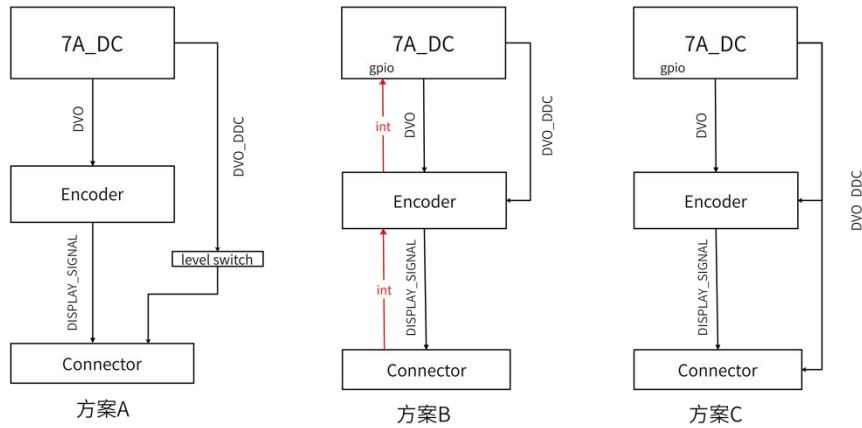 7A_DC
DVO
DVO_DDC
Encoder
DISPLAY_SIGNAL
level switch
Connector
方案A
7A_DC
gpio
int
DVO
DVO_DDC
Encoder
int
DISPLAY_SIGNAL
Connector
方案B
7A_DC
gpio
DVO
DVO_DDC
Encoder
DISPLAY_SIGNAL
Connector
方案C